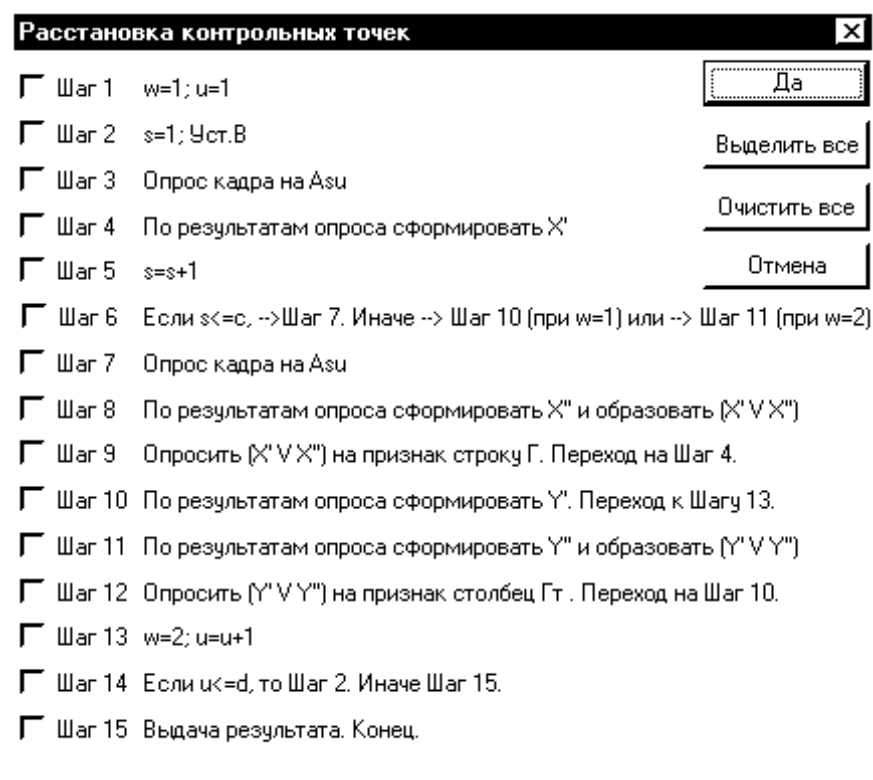 Расстановка контрольных точек
Шаг 1 w=1; u=1
Да
Шаг 2 s=1; Уст.В
Выделить все
Шаг 3 Опрос кадра на Asu
Очистить все
Шаг 4 По результатам опроса сформировать X'
Шаг 5 s=s+1
Отмена
Шаг 6 Если s<=c, -->Шаг 7. Иначе --> Шаг 10 (при w=1) или --> Шаг 11 (при w=2)
Шаг 7 Опрос кадра на Asu
Шаг 8 По результатам опроса сформировать X'' и образовать (X' V X'')
Шаг 9 Опросить (X' V X'') на признак строку Г. Переход на Шаг 4.
Шаг 10 По результатам опроса сформировать Y'. Переход к Шагу 13.
Шаг 11 По результатам опроса сформировать Y'' и образовать (Y' V Y'')
Шаг 12 Опросить (Y' V Y'') на признак столбец Гт . Переход на Шаг 10.
Шаг 13 w=2; u=u+1
Шаг 14 Если u<=d, то Шаг 2. Иначе Шаг 15.
Шаг 15 Выдача результата. Конец.